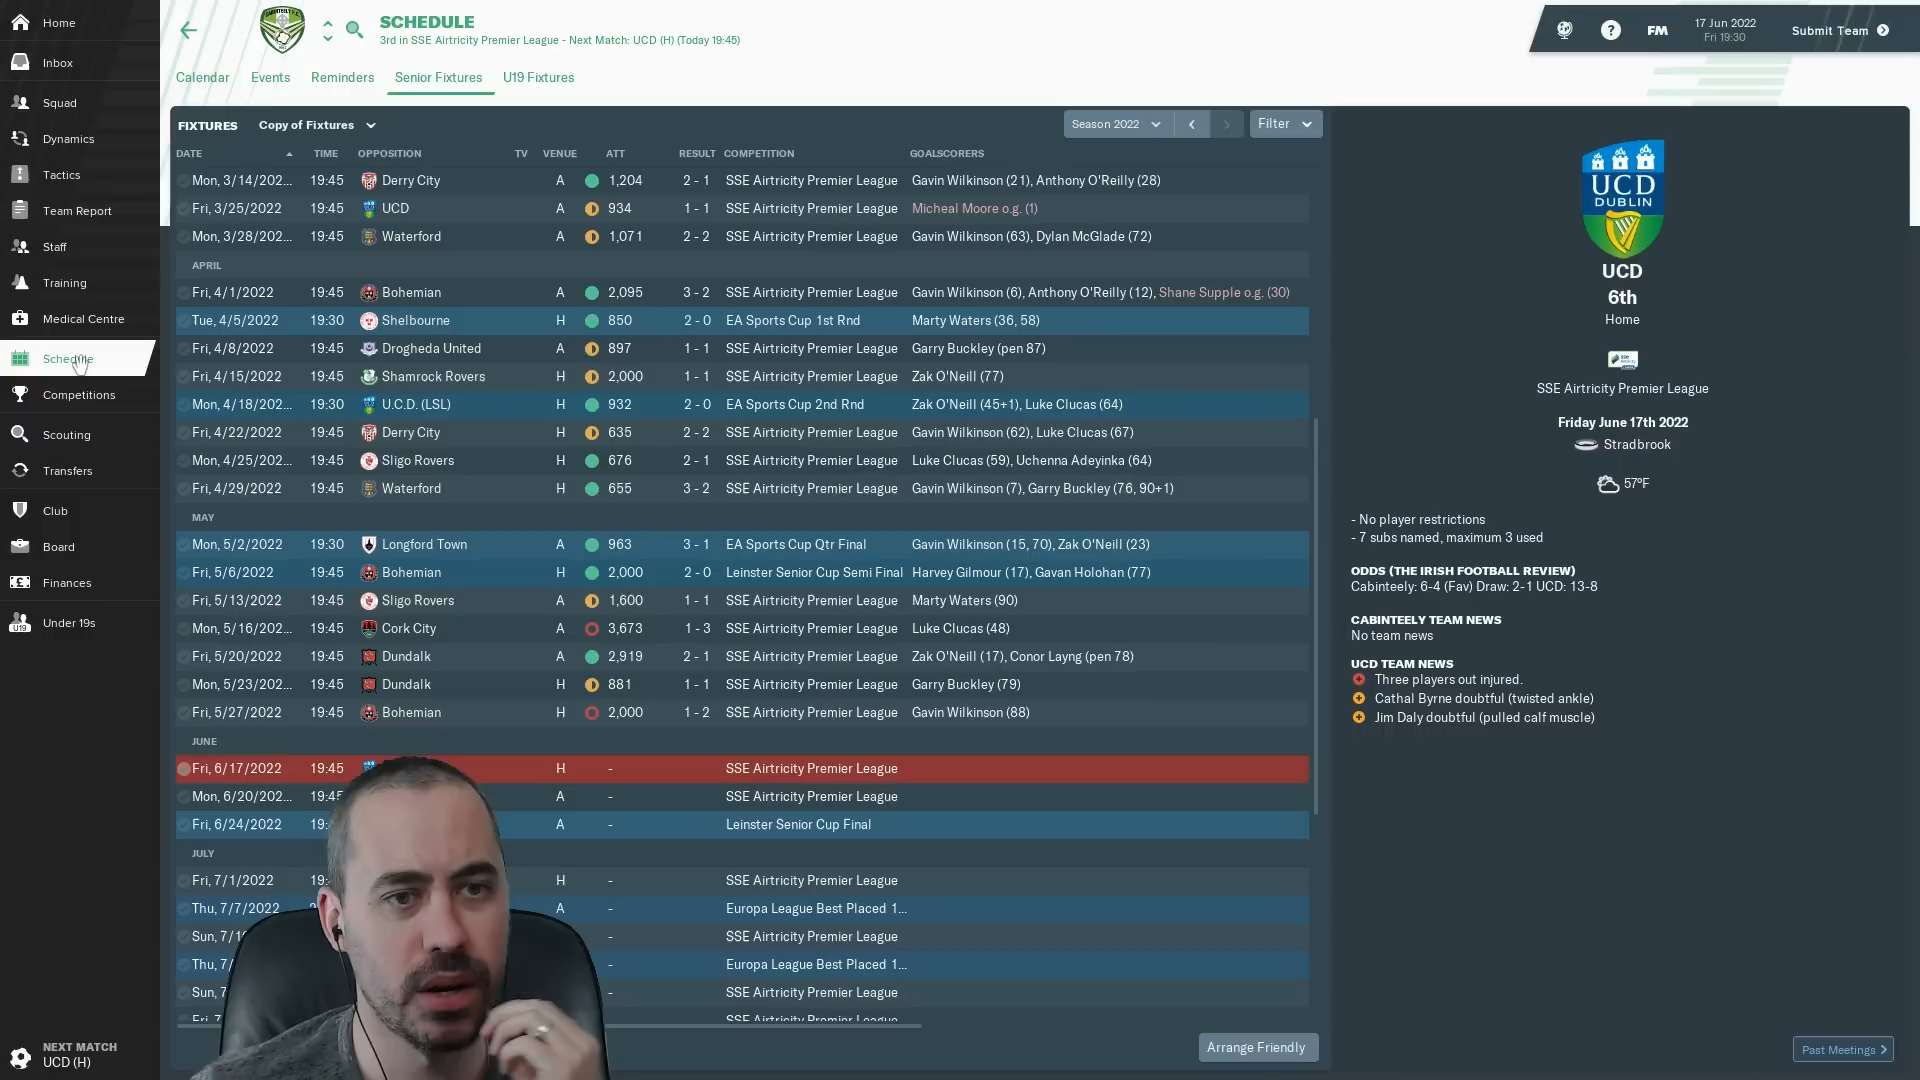 Home
Inbox
Squad
Dynamics
Tactics
Team Report
Staff
Training
Medical Centre
Schedule
Competitions
Scouting
Transfers
Club
Board
Finances
U19
Under 19s
NEXT MATCH
UCD (H)
SCHEDULE
3rd in SSE Airtricity Premier League - Next Match: UCD (H) (Today 19:45)
? FM 17 Jun 2022 Fri 19:30 Submit Team
Calendar Events Reminders Senior Fixtures U19 Fixtures
FIXTURES Copy of Fixtures Season 2022 Filter
DATE TIME OPPOSITION TV VENUE ATT RESULT COMPETITION GOALSCORERS
Mon, 3/14/202... 19:45 Derry City A 1,204 2 - 1 SSE Airtricity Premier League Gavin Wilkinson (21), Anthony O'Reilly (28)
Fri, 3/25/2022 19:45 UCD A 934 1 - 1 SSE Airtricity Premier League Micheal Moore o.g. (1)
Mon, 3/28/202... 19:45 Waterford A 1,071 2 - 2 SSE Airtricity Premier League Gavin Wilkinson (63), Dylan McGlade (72)
APRIL
Fri, 4/1/2022 19:45 Bohemian A 2,095 3 - 2 SSE Airtricity Premier League Gavin Wilkinson (6), Anthony O'Reilly (12), Shane Supple o.g. (30)
Tue, 4/5/2022 19:30 Shelbourne H 850 2 - 0 EA Sports Cup 1st Rnd Marty Waters (36, 58)
Fri, 4/8/2022 19:45 Drogheda United A 897 1 - 1 SSE Airtricity Premier League Garry Buckley (pen 87)
Fri, 4/15/2022 19:45 Shamrock Rovers H 2,000 1 - 1 SSE Airtricity Premier League Zak O'Neill (77)
Mon, 4/18/202... 19:30 U.C.D. (LSL) H 932 2 - 0 EA Sports Cup 2nd Rnd Zak O'Neill (45+1), Luke Clucas (64)
Fri, 4/22/2022 19:45 Derry City H 635 2 - 2 SSE Airtricity Premier League Gavin Wilkinson (62), Luke Clucas (67)
Mon, 4/25/202... 19:45 Sligo Rovers H 676 2 - 1 SSE Airtricity Premier League Luke Clucas (59), Uchenna Adeyinka (64)
Fri, 4/29/2022 19:45 Waterford H 655 3 - 2 SSE Airtricity Premier League Gavin Wilkinson (7), Garry Buckley (76, 90+1)
MAY
Mon, 5/2/2022 19:30 Longford Town A 963 3 - 1 EA Sports Cup Qtr Final Gavin Wilkinson (15, 70), Zak O'Neill (23)
Fri, 5/6/2022 19:45 Bohemian H 2,000 2 - 0 Leinster Senior Cup Semi Final Harvey Gilmour (17), Gavan Holohan (77)
Fri, 5/13/2022 19:45 Sligo Rovers A 1,600 1 - 1 SSE Airtricity Premier League Marty Waters (90)
Mon, 5/16/202... 19:45 Cork City A 3,673 1 - 3 SSE Airtricity Premier League Luke Clucas (48)
Fri, 5/20/2022 19:45 Dundalk A 2,919 2 - 1 SSE Airtricity Premier League Zak O'Neill (17), Conor Layng (pen 78)
Mon, 5/23/202... 19:45 Dundalk H 881 1 - 1 SSE Airtricity Premier League Garry Buckley (79)
Fri, 5/27/2022 19:45 Bohemian H 2,000 1 - 2 SSE Airtricity Premier League Gavin Wilkinson (88)
JUNE
Fri, 6/17/2022 19:45 H - SSE Airtricity Premier League
Mon, 6/20/202... 19:45 A - SSE Airtricity Premier League
Fri, 6/24/2022 19: A - Leinster Senior Cup Final
JULY
Fri, 7/1/2022 19: H - SSE Airtricity Premier League
Thu, 7/7/2022 A - Europa League Best Placed 1...
Sun, 7/1 - SSE Airtricity Premier League
Thu, 7/ - Europa League Best Placed 1...
Sun, 7 - SSE Airtricity Premier League
Fri, 7 SSE Airtricity Premier League
Arrange Friendly
UCD
DUBLIN
UCD
6th
Home
SSE Airtricity Premier League
Friday June 17th 2022
Stradbrook
57ºF
- No player restrictions
- 7 subs named, maximum 3 used
ODDS (THE IRISH FOOTBALL REVIEW)
Cabinteely: 6-4 (Fav) Draw: 2-1 UCD: 13-8
CABINTEELY TEAM NEWS
No team news
UCD TEAM NEWS
Three players out injured.
Cathal Byrne doubtful (twisted ankle)
Jim Daly doubtful (pulled calf muscle)
Past Meetings